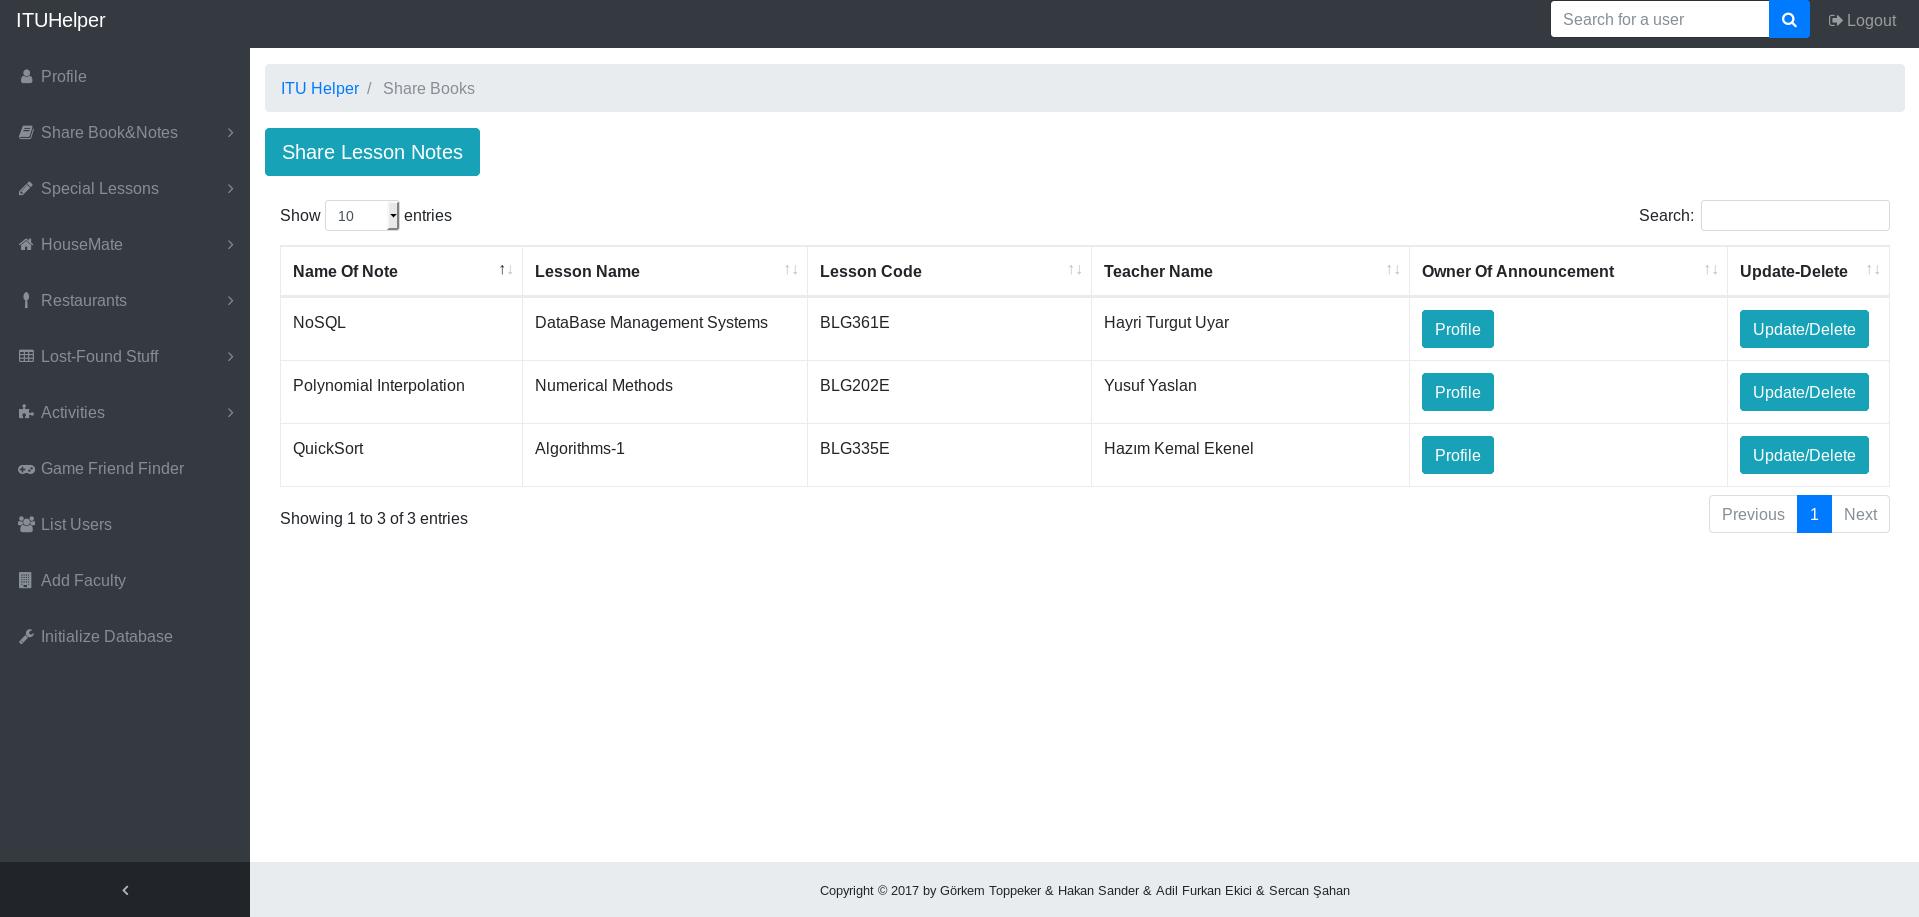 ITUHelper
Search for a user
Logout
Profile
Share Book&Notes
Special Lessons
HouseMate
Restaurants
Lost-Found Stuff
Activities
Game Friend Finder
List Users
Add Faculty
Initialize Database
ITU Helper / Share Books
Share Lesson Notes
Show 10 entries
Search:
Name Of Note Lesson Name Lesson Code Teacher Name Owner Of Announcement Update-Delete
NoSQL DataBase Management Systems BLG361E Hayri Turgut Uyar Profile Update/Delete
Polynomial Interpolation Numerical Methods BLG202E Yusuf Yaslan Profile Update/Delete
QuickSort Algorithms-1 BLG335E Hazım Kemal Ekenel Profile Update/Delete
Showing 1 to 3 of 3 entries
Previous 1 Next
Copyright © 2017 by Görkem Toppeker & Hakan Sander & Adil Furkan Ekici & Sercan Şahan